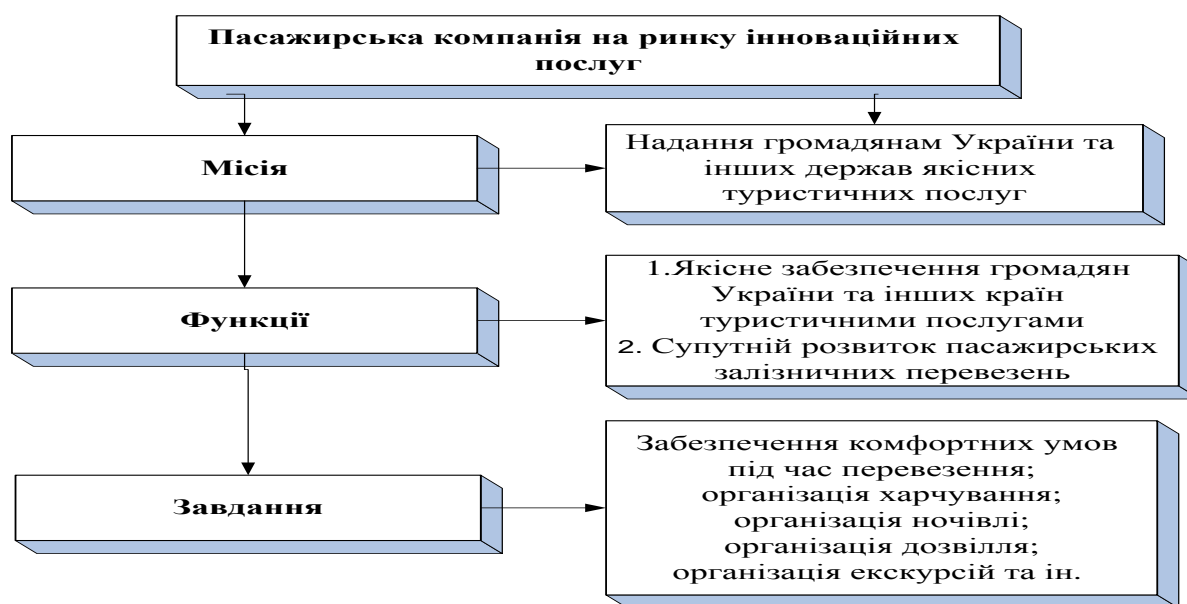 Пасажирська компанія на ринку інноваційних
послуг
Місія
Надання громадянам України та
інших держав якісних
туристичних послуг
Функції
1.Якісне забезпечення громадян
України та інших країн
туристичними послугами
2. Супутній розвиток пасажирських
залізничних перевезень
Завдання
Забезпечення комфортних умов
під час перевезення;
організація харчування;
організація ночівлі;
організація дозвілля;
організація екскурсій та ін.